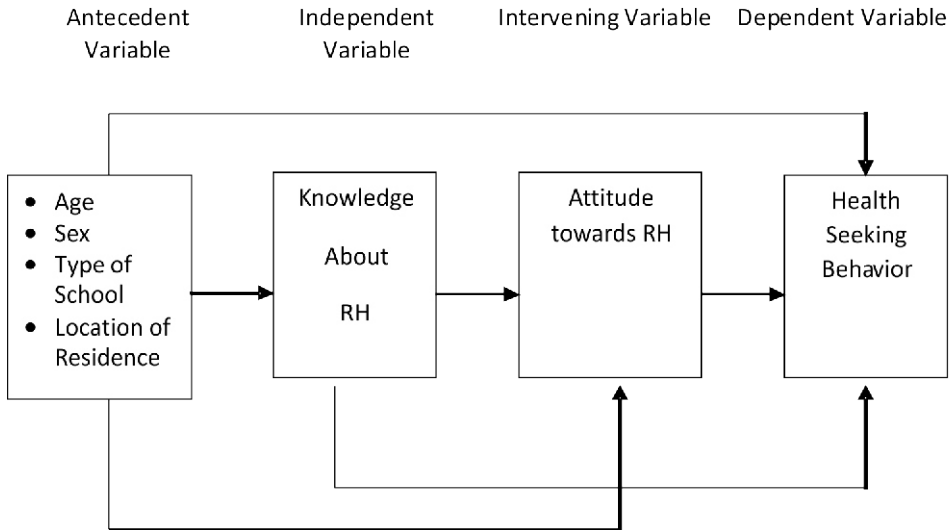 Antecedent
Variable
Independent
Variable
Intervening Variable
Dependent Variable
• Age
• Sex
• Type of
School
• Location of
Residence
Knowledge
About
RH
Attitude
towards RH
Health
Seeking
Behavior